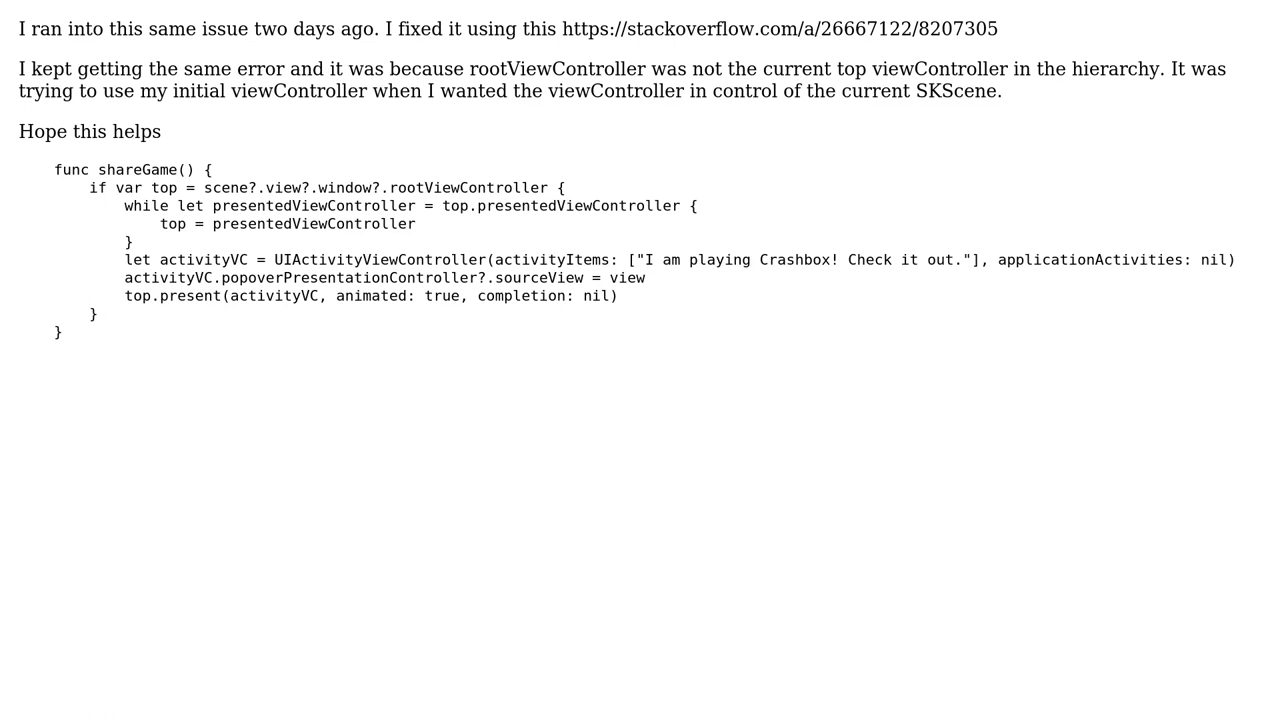 I ran into this same issue two days ago. I fixed it using this https://stackoverflow.com/a/26667122/8207305
I kept getting the same error and it was because rootViewController was not the current top viewController in the hierarchy. It was
trying to use my initial viewController when I wanted the viewController in control of the current SKScene.
Hope this helps
func shareGame() {
    if var top = scene?.view?.window?.rootViewController {
        while let presentedViewController = top.presentedViewController {
            top = presentedViewController
        }
        let activityVC = UIActivityViewController(activityItems: ["I am playing Crashbox! Check it out."], applicationActivities: nil)
        activityVC.popoverPresentationController?.sourceView = view
        top.present(activityVC, animated: true, completion: nil)
    }
}